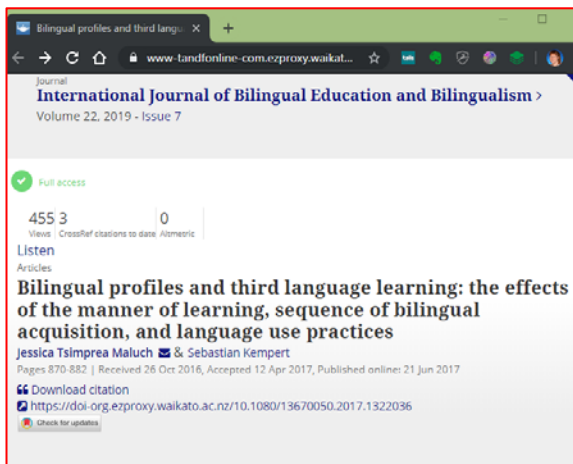 Bilingual profiles and third langu
www-tandfonline-com.ezproxy.waikat...
Journal
International Journal of Bilingual Education and Bilingualism >
Volume 22, 2019 - Issue 7
Full access
455 3 0
Views CrossRef citations to date Altmetric
Listen
Articles
Bilingual profiles and third language learning: the effects
of the manner of learning, sequence of bilingual
acquisition, and language use practices
Jessica Tsimprea Maluch & Sebastian Kempert
Pages 870-882 | Received 26 Oct 2016, Accepted 12 Apr 2017, Published online: 21 Jun 2017
Download citation
https://doi-org.ezproxy.waikato.ac.nz/10.1080/13670050.2017.1322036
Check for updates